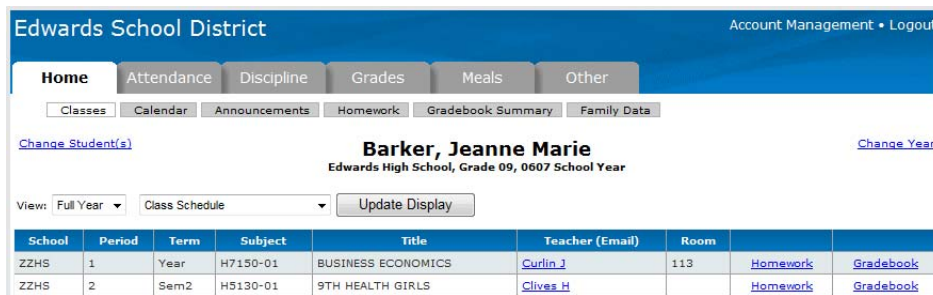 Edwards School District Account Management • Logout
Home Attendance Discipline Grades Meals Other
Classes Calendar Announcements Homework Gradebook Summary Family Data
Change Student(s) Barker, Jeanne Marie Change Year
Edwards High School, Grade 09, 0607 School Year
View: Full Year Class Schedule Update Display
School Period Term Subject Title Teacher (Email) Room
ZZHS 1 Year H7150-01 BUSINESS ECONOMICS Curlin J 113 Homework Gradebook
ZZHS 2 Sem2 H5130-01 9TH HEALTH GIRLS Clives H Homework Gradebook